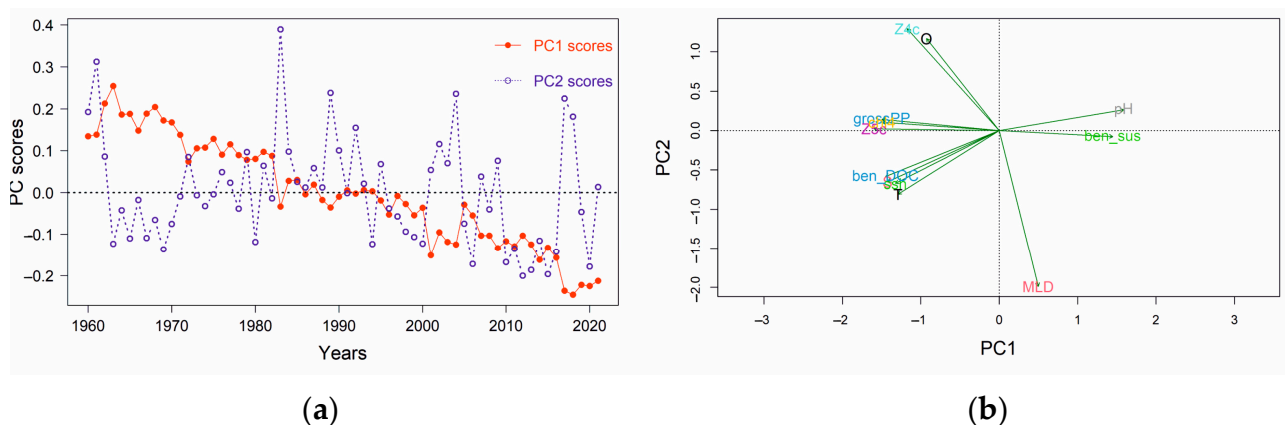 0.4
0.3
0.2
0.1
0.0
−0.1
−0.2
PC scores
1960 1970 1980 1990 2000 2010 2020
Years
PC1 scores
PC2 scores
(a)
1.0
0.5
0.0
−0.5
−1.0
−1.5
−2.0
PC2
−3 −2 −1 0 1 2 3
PC1
Z4c
O
pH
grossPP
Z5c
ben_sus
ben_DOC
T
MLD
(b)